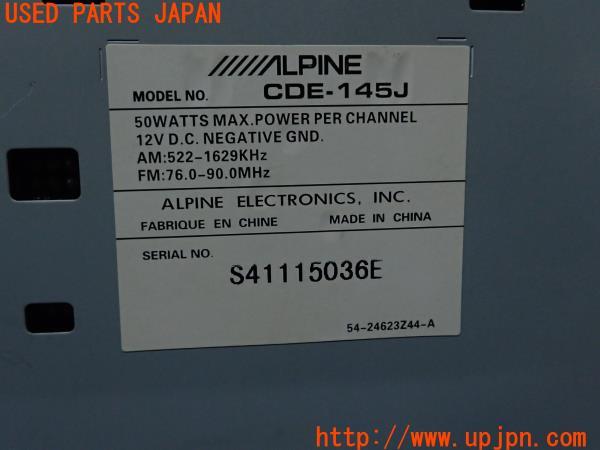 USED PARTS JAPAN
ALPINE
MODEL NO. CDE-145J
50WATTS MAX.POWER PER CHANNEL
12V D.C. NEGATIVE GND.
AM:522-1629KHz
FM:76.0-90.0MHz
ALPINE ELECTRONICS, INC.
FABRIQUE EN CHINE MADE IN CHINA
SERIAL NO.
S41115036E
54-24623Z44-A
UPJ
http://www.upjpn.com/